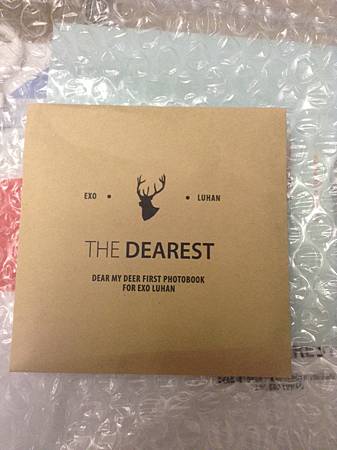 EXO • • LUHAN
THE DEAREST
DEAR MY DEER FIRST PHOTOBOOK
FOR EXO LUHAN